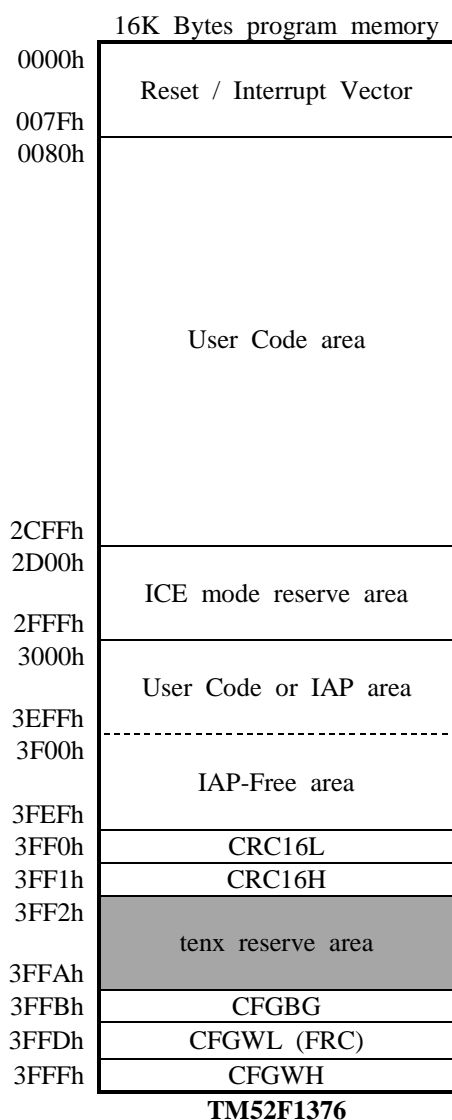 16K Bytes program memory
0000h
Reset / Interrupt Vector
007Fh
0080h
User Code area
2CFFh
2D00h
ICE mode reserve area
2FFFh
3000h
User Code or IAP area
3EFFh
3F00h
IAP-Free area
3FEFh
3FF0h CRC16L
3FF1h CRC16H
3FF2h
tenx reserve area
3FFAh
3FFBh CFGBG
3FFDh CFGWL (FRC)
3FFFh CFGWH
TM52F1376